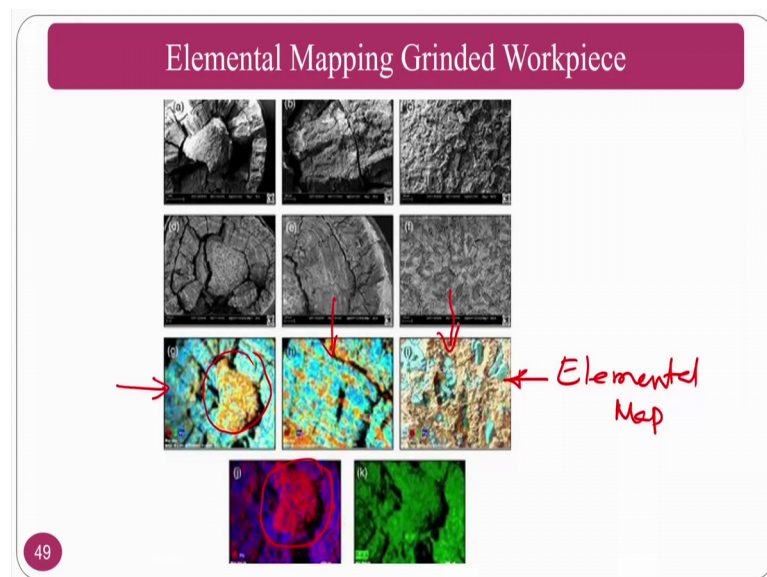 Elemental Mapping Grinded Workpiece
(a)
(b)
(c)
(d)
(e)
(f)
(g)
(h)
(i)
Elemental
Map
(j)
(k)
49